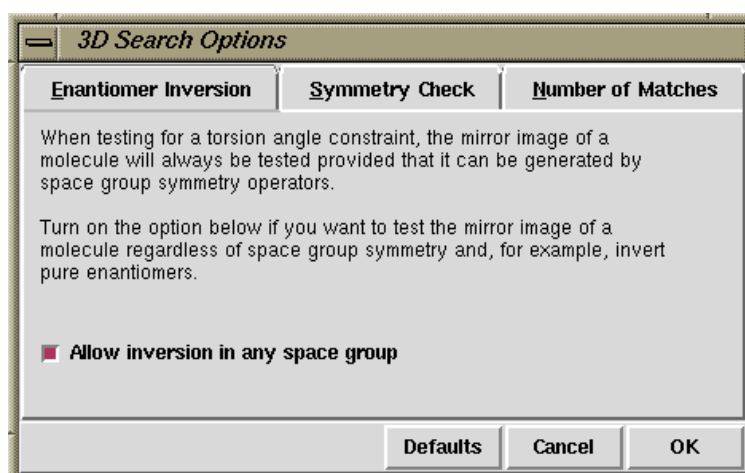 3D Search Options
Enantiomer Inversion
Symmetry Check
Number of Matches
When testing for a torsion angle constraint, the mirror image of a
molecule will always be tested provided that it can be generated by
space group symmetry operators.
Turn on the option below if you want to test the mirror image of a
molecule regardless of space group symmetry and, for example, invert
pure enantiomers.
Allow inversion in any space group
Defaults
Cancel
OK